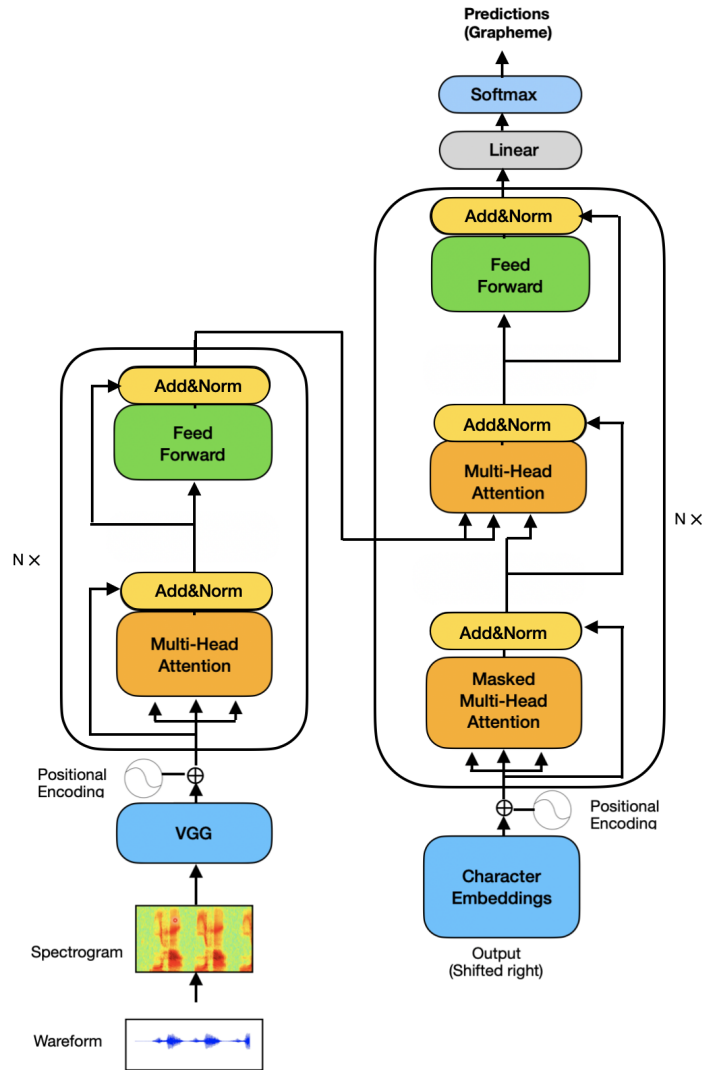 Predictions
(Grapheme)
Softmax
Linear
Add&Norm
Feed
Forward
Add&Norm
Multi-Head
Attention
N ×
Add&Norm
Masked
Multi-Head
Attention
Positional
Encoding
Character
Embeddings
Output
(Shifted right)
Add&Norm
Feed
Forward
N ×
Add&Norm
Multi-Head
Attention
Positional
Encoding
VGG
Spectrogram
Wareform